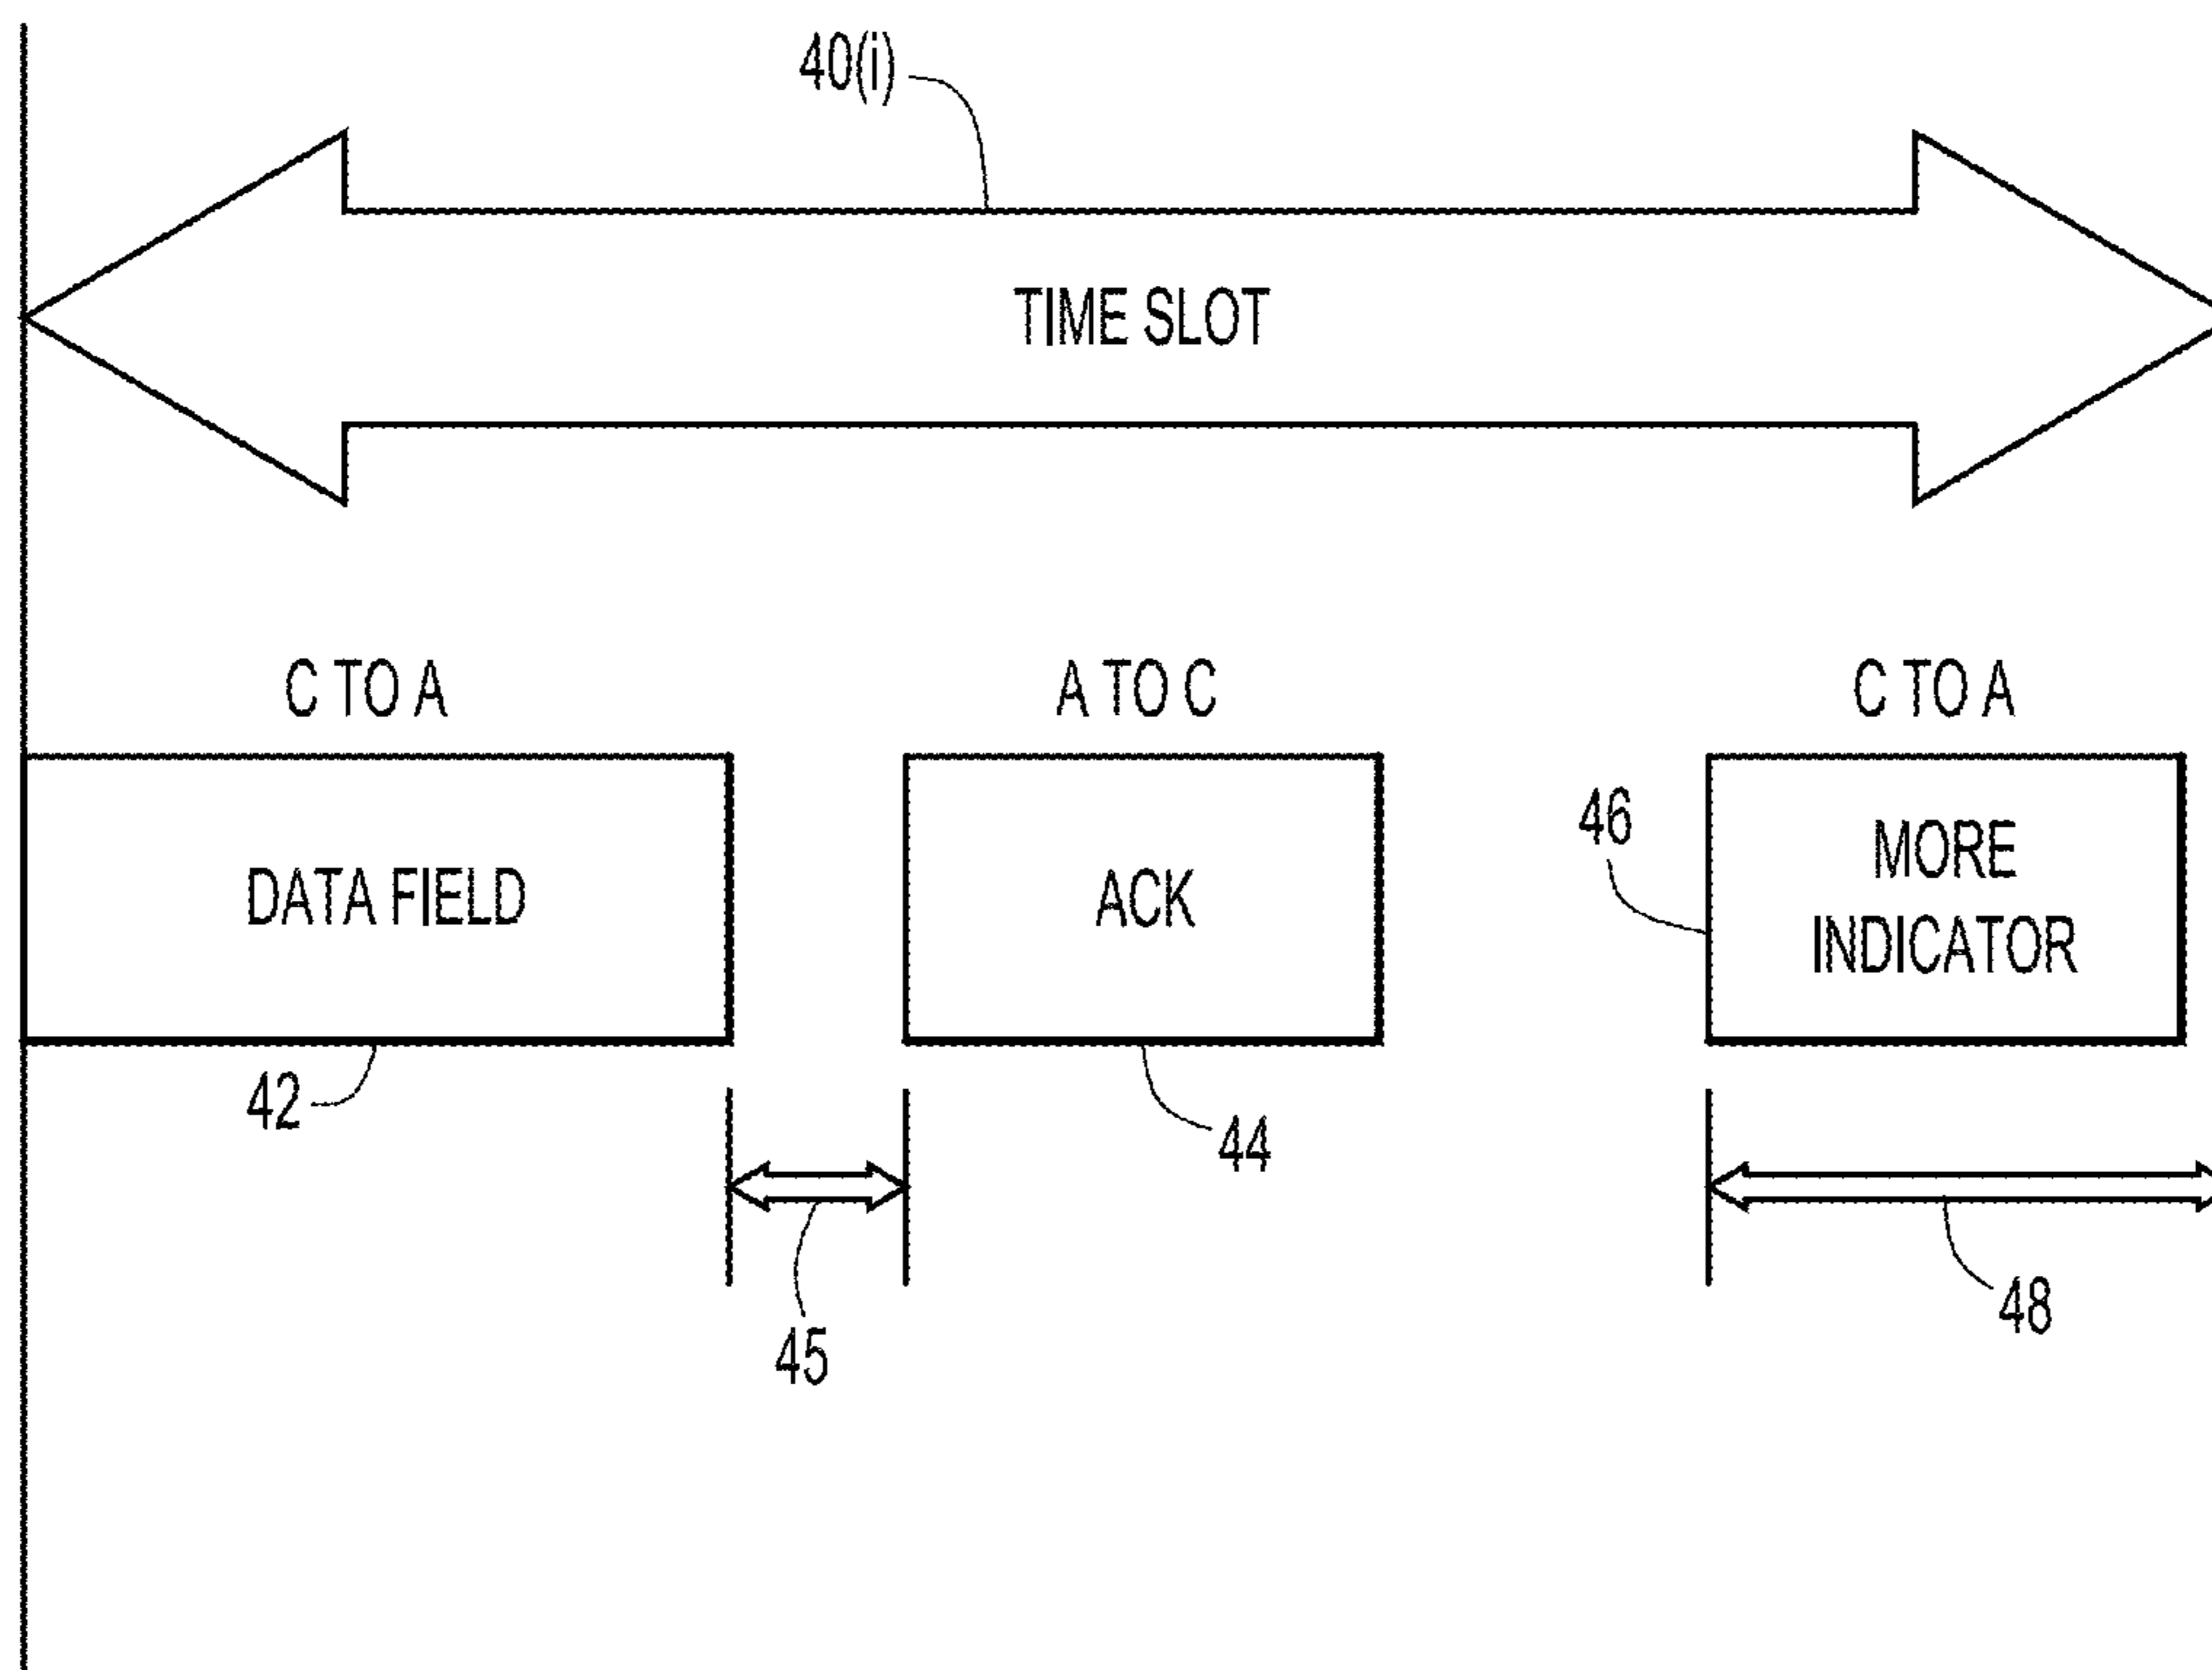 40(i)
TIME SLOT
C TO A
A TO C
C TO A
DATA FIELD
ACK
46
MORE
INDICATOR
42
44
45
48